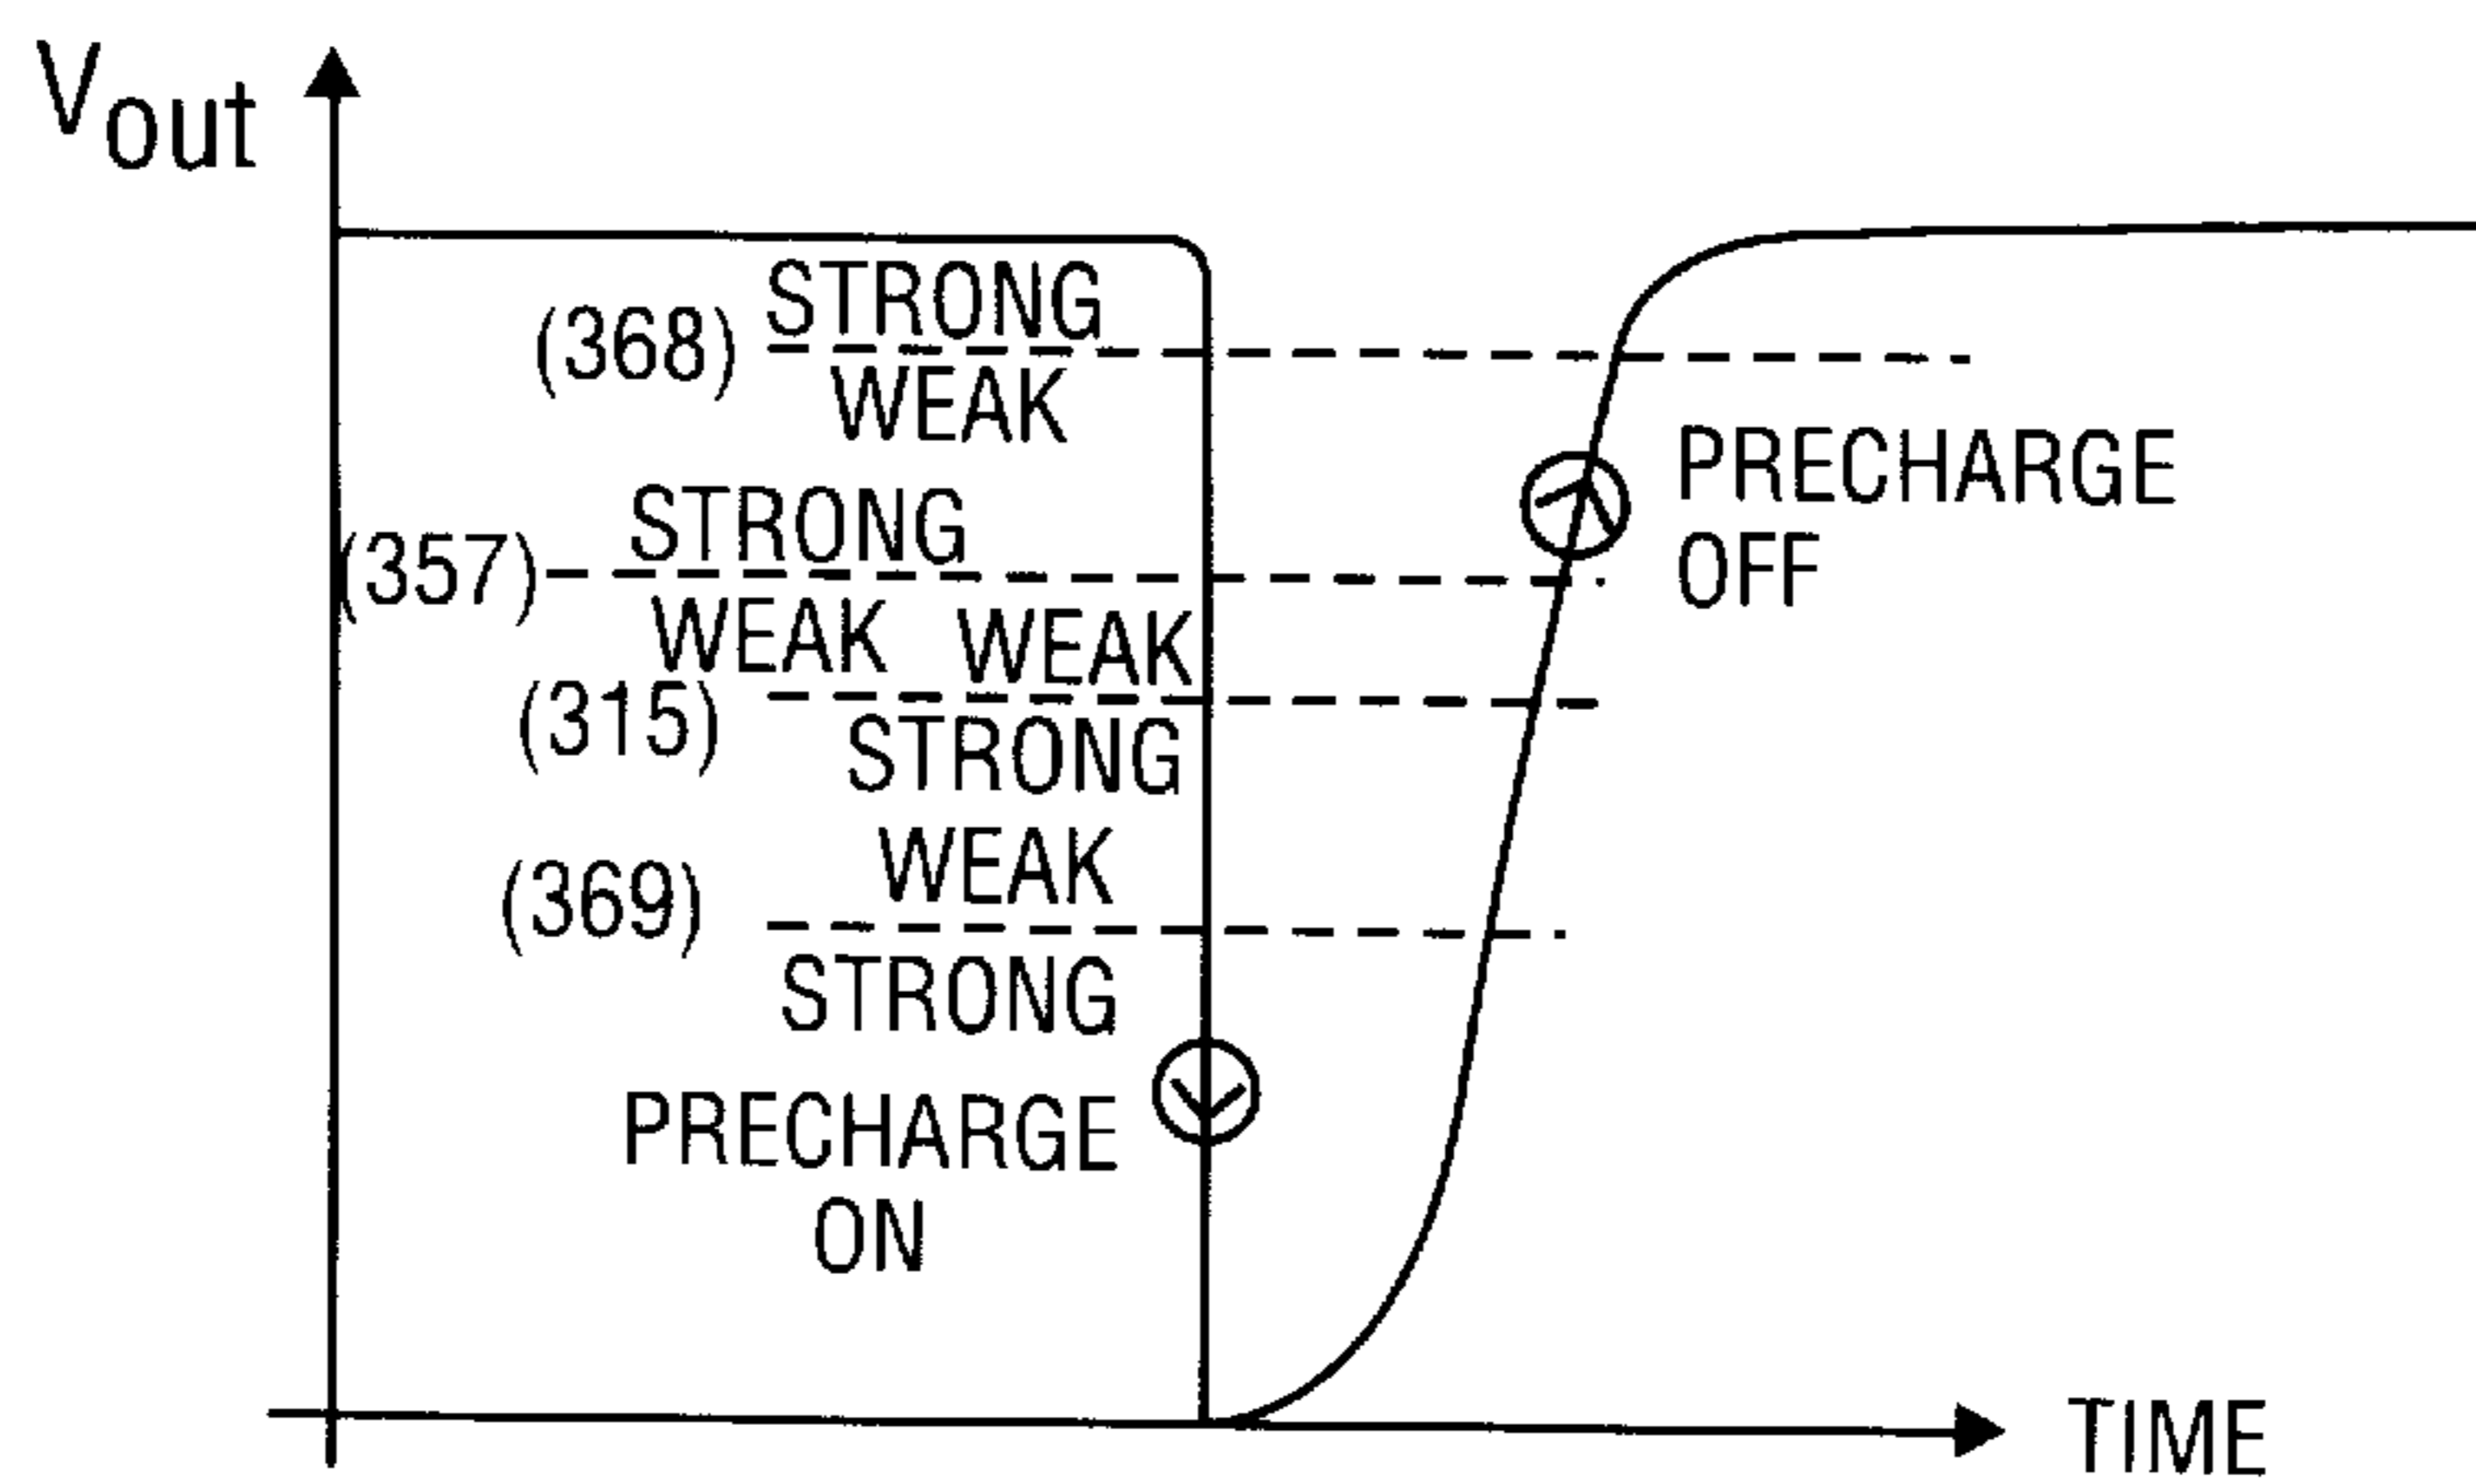 Vout
STRONG
(368)
WEAK
PRECHARGE
OFF
STRONG
(357)
WEAK WEAK
(315)
STRONG
WEAK
(369)
STRONG
PRECHARGE
ON
TIME